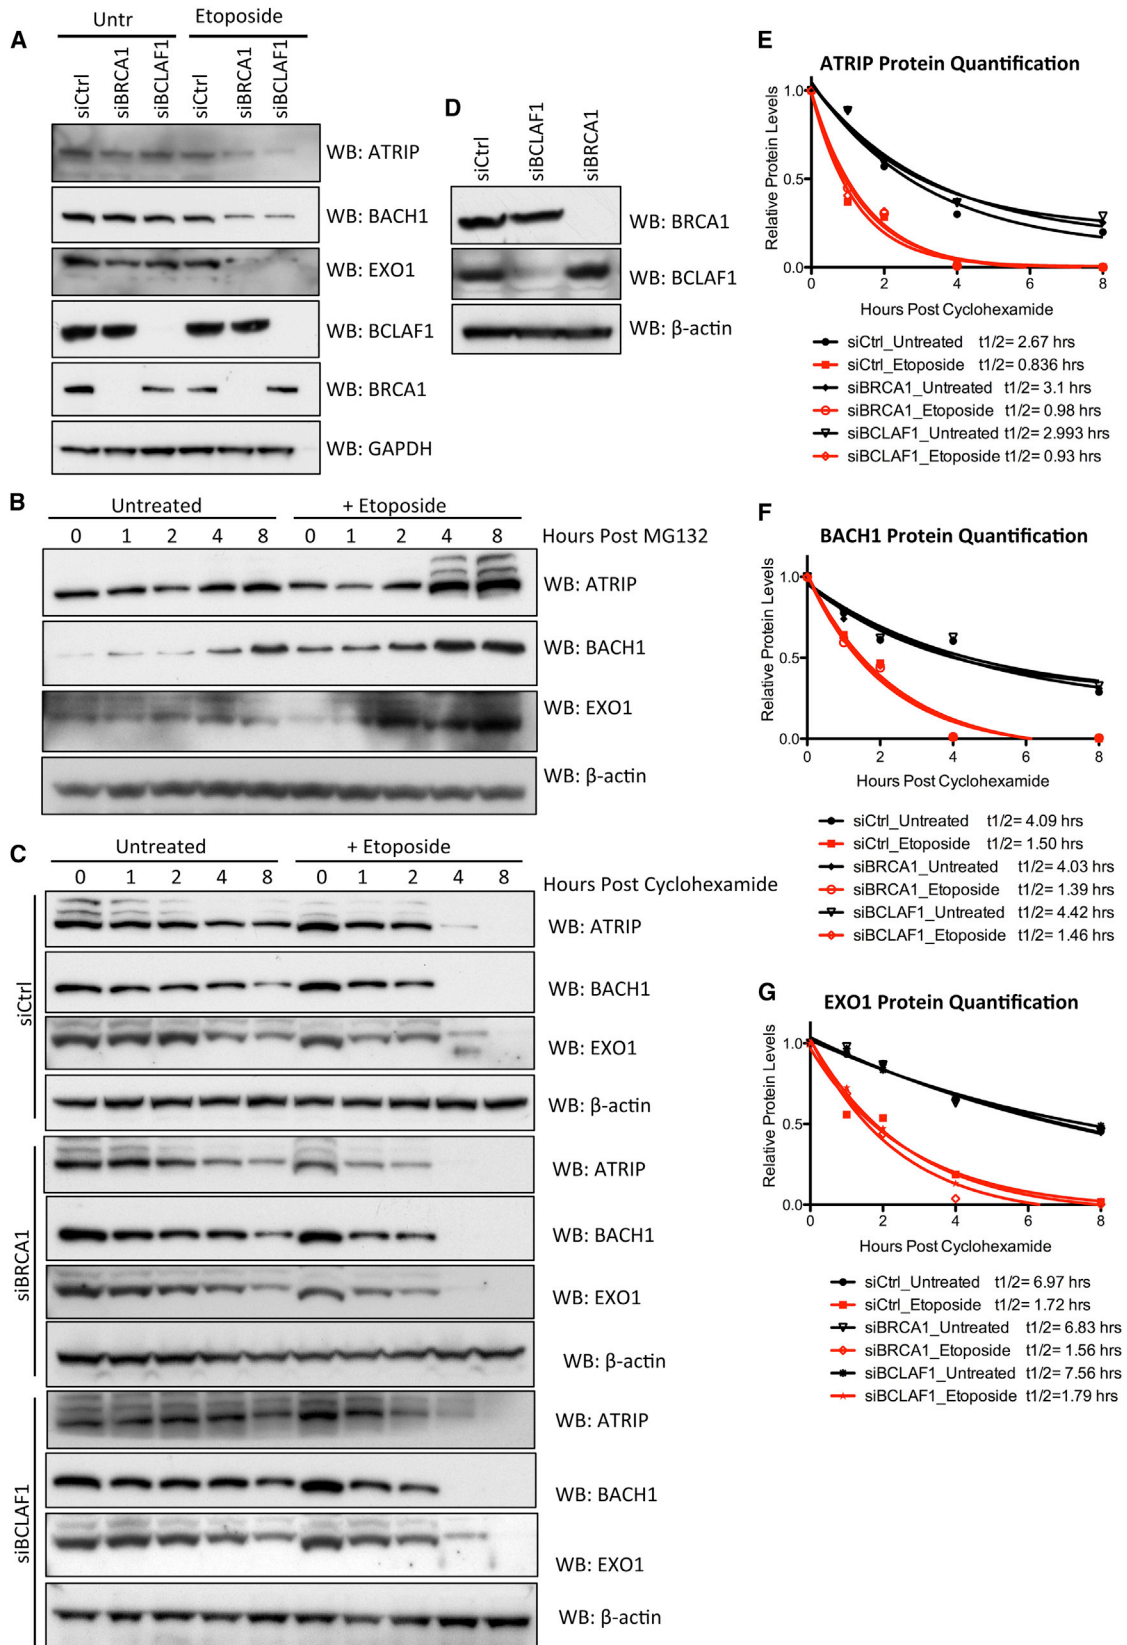 A
Untr Etoposide
siCtrl siBRCA1 siBCLAF1 siCtrl siBRCA1 siBCLAF1
WB: ATRIP
WB: BACH1
WB: EXO1
WB: BCLAF1
WB: BRCA1
WB: GAPDH
B
Untreated + Etoposide
0 1 2 4 8 0 1 2 4 8 Hours Post MG132
WB: ATRIP
WB: BACH1
WB: EXO1
WB: β-actin
C
Untreated + Etoposide
0 1 2 4 8 0 1 2 4 8 Hours Post Cyclohexamide
siCtrl
WB: ATRIP
WB: BACH1
WB: EXO1
WB: β-actin
siBRCA1
WB: ATRIP
WB: BACH1
WB: EXO1
WB: β-actin
siBCLAF1
WB: ATRIP
WB: BACH1
WB: EXO1
WB: β-actin
D
siCtrl siBCLAF1 siBRCA1
WB: BRCA1
WB: BCLAF1
WB: β-actin
E
ATRIP Protein Quantification
Relative Protein Levels
1.0
0.5
0.0
0 2 4 6 8
Hours Post Cyclohexamide
siCtrl_Untreated t1/2= 2.67 hrs
siCtrl_Etoposide t1/2= 0.836 hrs
siBRCA1_Untreated t1/2= 3.1 hrs
siBRCA1_Etoposide t1/2= 0.98 hrs
siBCLAF1_Untreated t1/2= 2.993 hrs
siBCLAF1_Etoposide t1/2= 0.93 hrs
F
BACH1 Protein Quantification
Relative Protein Levels
1.0
0.5
0.0
0 2 4 6 8
Hours Post Cyclohexamide
siCtrl_Untreated t1/2= 4.09 hrs
siCtrl_Etoposide t1/2= 1.50 hrs
siBRCA1_Untreated t1/2= 4.03 hrs
siBRCA1_Etoposide t1/2= 1.39 hrs
siBCLAF1_Untreated t1/2= 4.42 hrs
siBCLAF1_Etoposide t1/2= 1.46 hrs
G
EXO1 Protein Quantification
Relative Protein Levels
1.0
0.5
0.0
0 2 4 6 8
Hours Post Cyclohexamide
siCtrl_Untreated t1/2= 6.97 hrs
siCtrl_Etoposide t1/2= 1.72 hrs
siBRCA1_Untreated t1/2= 6.83 hrs
siBRCA1_Etoposide t1/2= 1.56 hrs
siBCLAF1_Untreated t1/2= 7.56 hrs
siBCLAF1_Etoposide t1/2=1.79 hrs